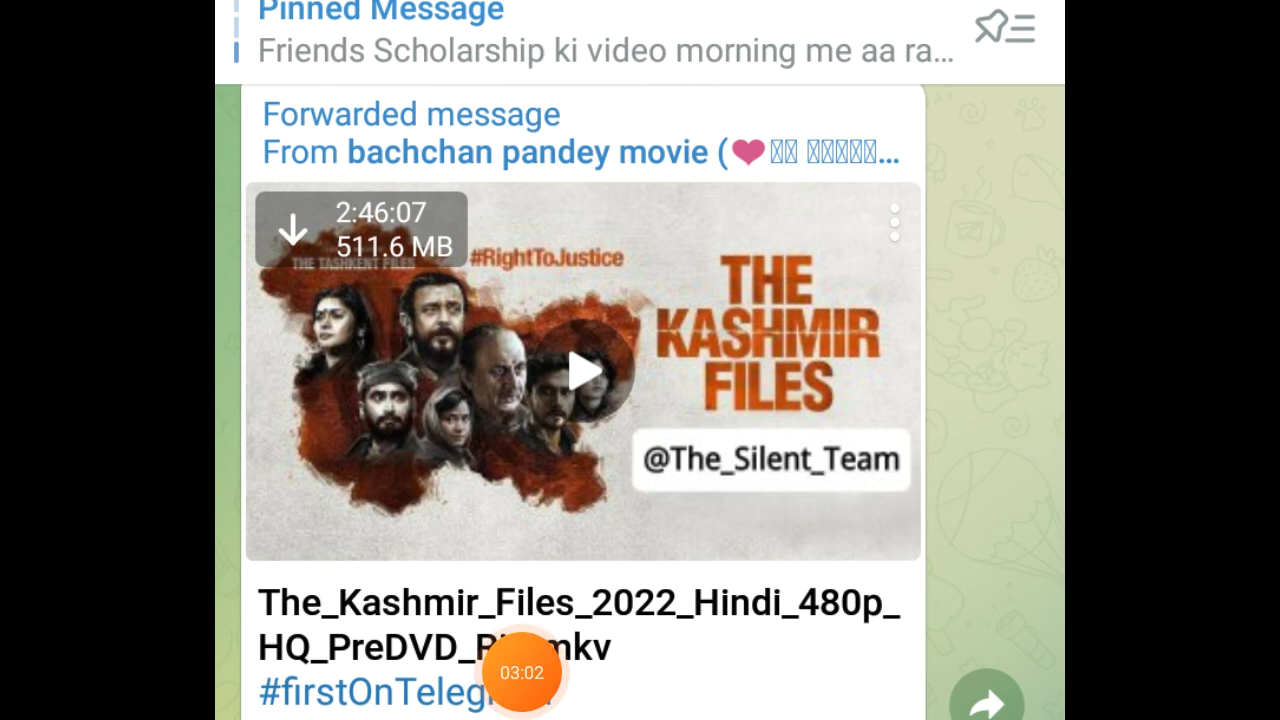 Pinned Message
Friends Scholarship ki video morning me aa ra...
Forwarded message
From bachchan pandey movie (❤
2:46:07
511.6 MB
THE TASHKENT FILES
#RightToJustice
THE
KASHMIR
FILES
@The_Silent_Team
The_Kashmir_Files_2022_Hindi_480p_
HQ_PreDVD_
mkv
03:02